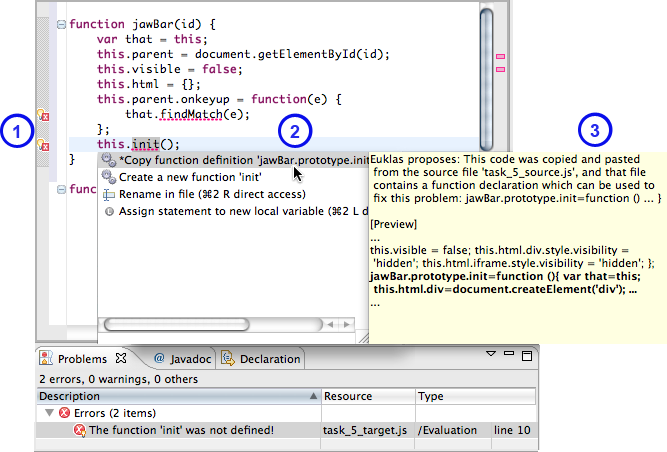 function jawBar(id) {
var that = this;
this.parent = document.getElementById(id);
this.visible = false;
this.html = {};
this.parent.onkeyup = function(e) {
that.findMatch(e);
};
this.init();
}
func
1
2
3
*Copy function definition 'jawBar.prototype.init
Create a new function 'init'
Rename in file (⌘2 R direct access)
Assign statement to new local variable (⌘2 L d
Euklas proposes: This code was copied and pasted
from the source file 'task_5_source.js', and that file
contains a function declaration which can be used to
fix this problem: jawBar.prototype.init=function () ... }
[Preview]
...
this.visible = false; this.html.div.style.visibility =
'hidden'; this.html.iframe.style.visibility = 'hidden'; };
jawBar.prototype.init=function (){ var that=this;
this.html.div=document.createElement('div'); ...
...
Problems @ Javadoc Declaration
2 errors, 0 warnings, 0 others
Description Resource Type
Errors (2 items)
The function 'init' was not defined! task_5_target.js /Evaluation line 10